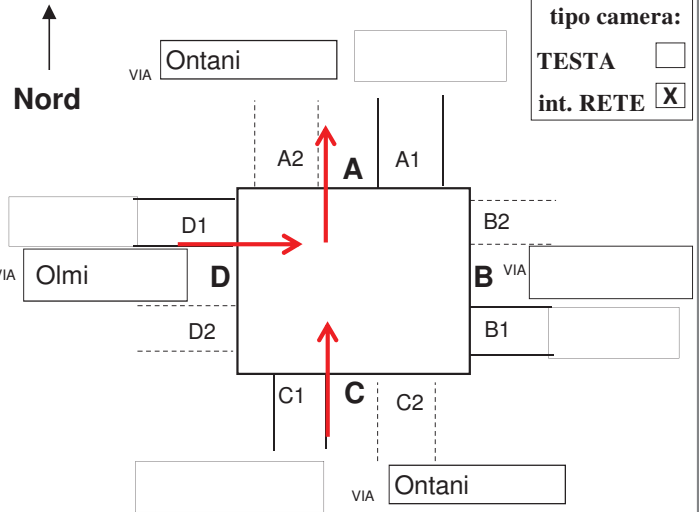 tipo camera:
TESTA
int. RETE X
Nord
VIA Ontani
A2 A A1
D1 B2
VIA Olmi D B VIA
D2 B1
C1 C C2
VIA Ontani